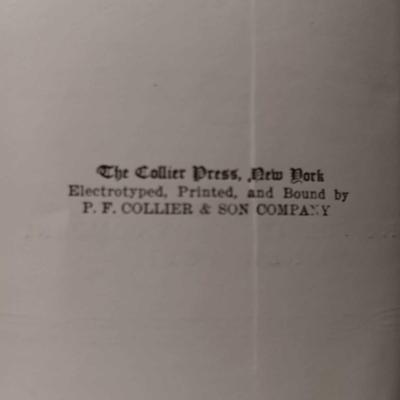 The Collier Press, New York
Electrotyped, Printed, and Bound by
P. F. COLLIER & SON COMPANY